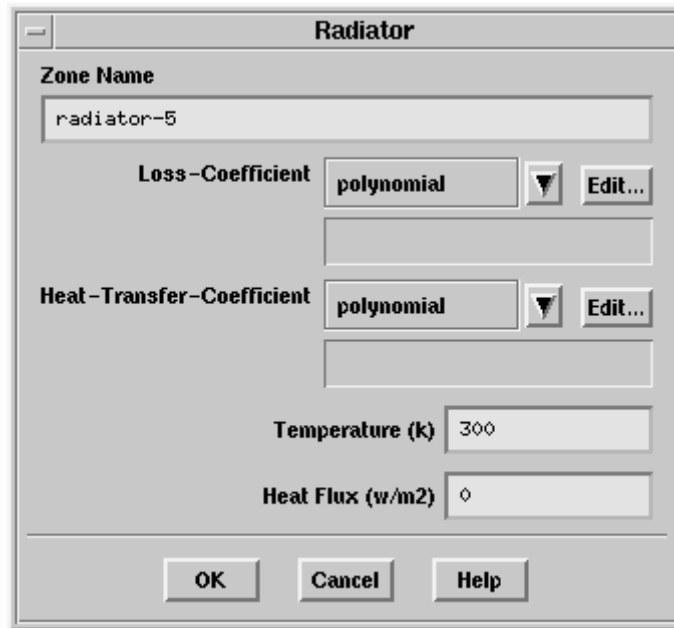 Radiator
Zone Name
radiator-5
Loss-Coefficient polynomial Edit...
Heat-Transfer-Coefficient polynomial Edit...
Temperature (k) 300
Heat Flux (w/m2) 0
OK Cancel Help